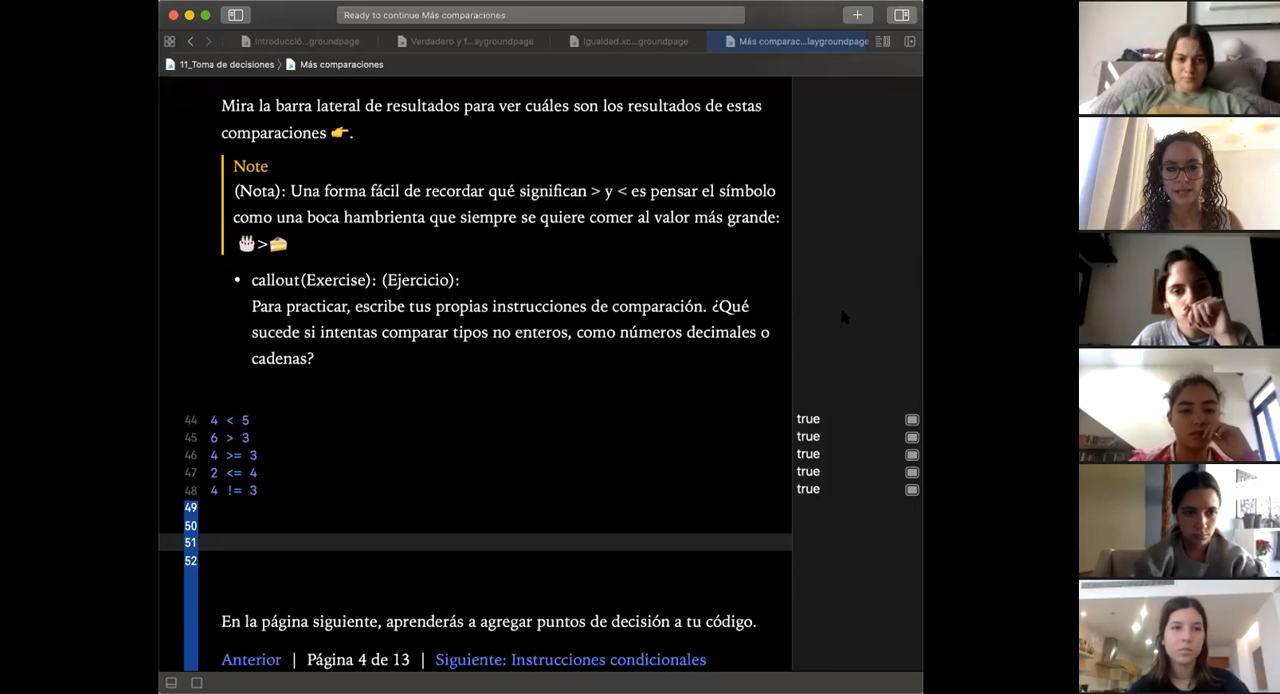 Ready to continue Más comparaciones
Introducció...groundpage
Verdadero y f...aygroundpage
Igualdad.xc...groundpage
Más comparac...laygroundpage
11_Toma de decisiones 〉 Más comparaciones
Mira la barra lateral de resultados para ver cuáles son los resultados de estas
comparaciones 👉.
Note
(Nota): Una forma fácil de recordar qué significan > y < es pensar el símbolo
como una boca hambrienta que siempre se quiere comer al valor más grande:
🎂>🍰
• callout(Exercise): (Ejercicio):
Para practicar, escribe tus propias instrucciones de comparación. ¿Qué
sucede si intentas comparar tipos no enteros, como números decimales o
cadenas?
44 4 < 5 true
45 6 > 3 true
46 4 >= 3 true
47 2 <= 4 true
48 4 != 3 true
49
50
51
52
En la página siguiente, aprenderás a agregar puntos de decisión a tu código.
Anterior | Página 4 de 13 | Siguiente: Instrucciones condicionales